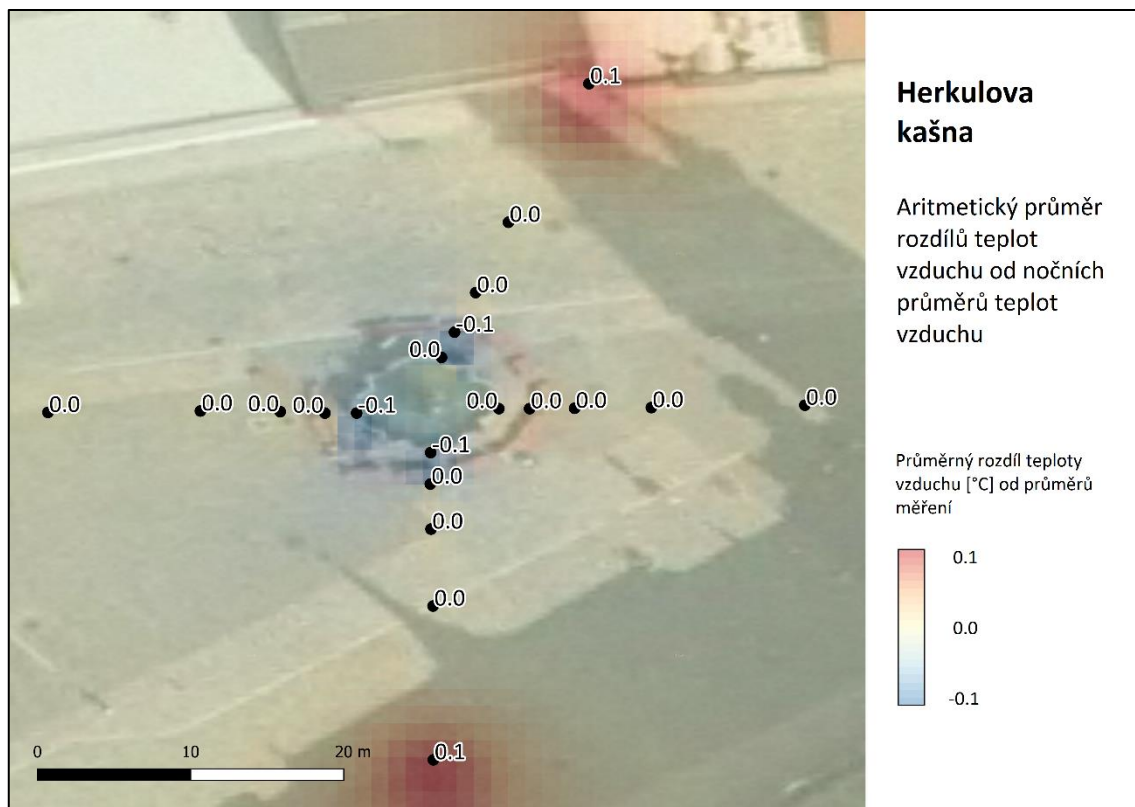 0.1
0.0
0.0
-0.1
0.0
0.0 0.0 0.0 0.0 -0.1 0.0 0.0 0.0 0.0 0.0
-0.1
0.0
0.0
0.0
0.1
0 10 20 m
Herkulova
kašna
Aritmetický průměr
rozdílů teplot
vzduchu od nočních
průměrů teplot
vzduchu
Průměrný rozdíl teploty
vzduchu [°C] od průměrů
měření
0.1
0.0
-0.1